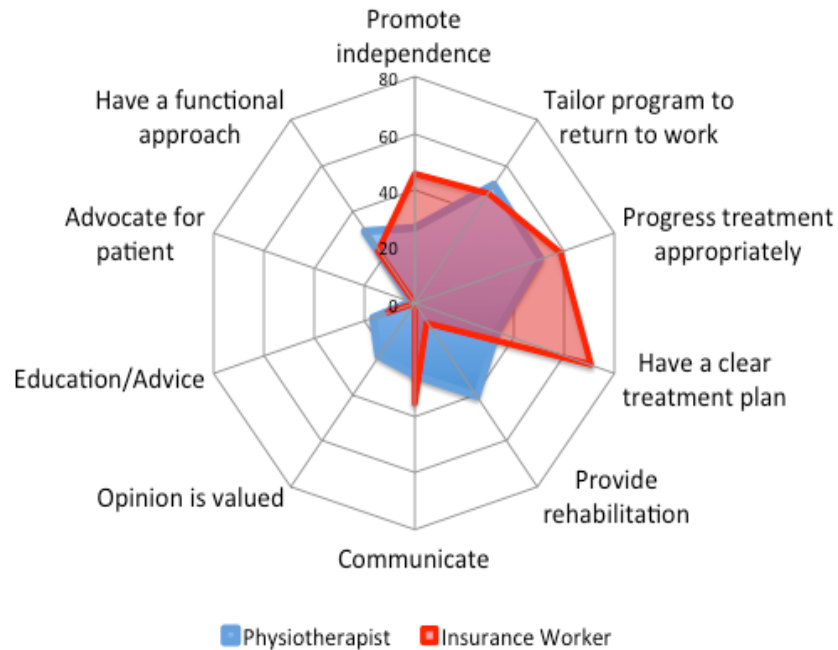 Promote
independence
Tailor program to
return to work
Progress treatment
appropriately
Have a clear
treatment plan
Provide
rehabilitation
Communicate
Opinion is valued
Education/Advice
Advocate for
patient
Have a functional
approach
80
60
40
20
0
Physiotherapist
Insurance Worker